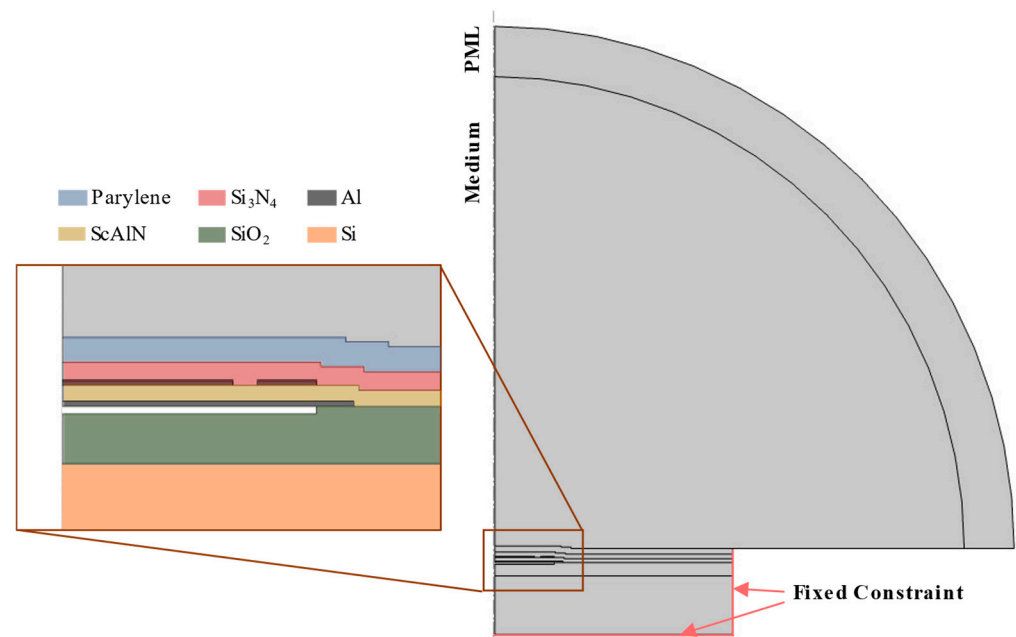 PML
Medium
Parylene
Si₃N₄
Al
ScAlN
SiO₂
Si
Fixed Constraint